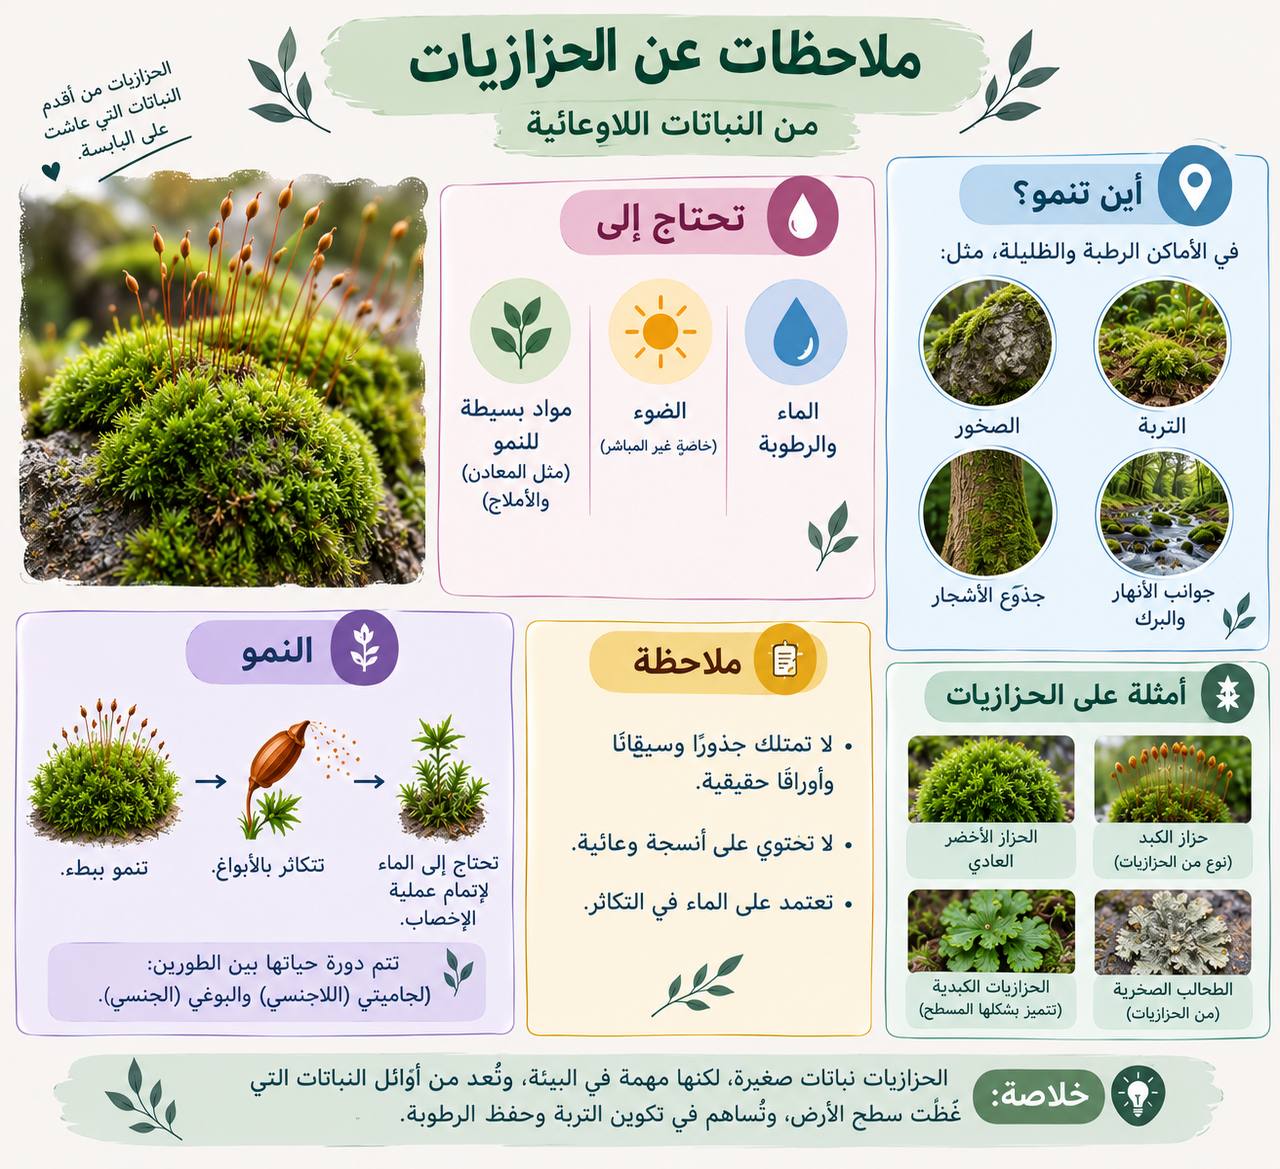 ملاحظات عن الحزازيات
من النباتات اللاوعائية
الحزازيات من أقدم
النباتات التي عاشت
على اليابسة.
أين تنمو؟
في الأماكن الرطبة والظليلة، مثل:
التربة
الصخور
جوانب الأنهار
والبرك
جذوع الأشجار
تحتاج إلى
الماء
والرطوبة
الضوء
(خاصة غير المباشر)
مواد بسيطة
للنمو
(مثل المعادن)
والأملاح)
أمثلة على الحزازيات
حزاز الكبد
(نوع من الحزازيات)
الحزاز الأخضر
العادي
الطحالب الصخرية
(من الحزازيات)
الحزازيات الكبدية
(تتميز بشكلها المسطح)
ملاحظة
• لا تمتلك جذورًا وسيقانًا
وأوراقًا حقيقية.
• لا تختوي على أنسجة وعائية.
• تعتمد على الماء في التكاثر.
النمو
تحتاج إلى الماء
لإتمام عملية
الإخصاب.
تتكاثر بالأبواغ.
تنمو ببطء.
تتم دورة حياتها بين الطورين:
(لجاميتي (اللاجنسي) والبوغي (الجنسي).
خلاصة:
الحزازيات نباتات صغيرة، لكنها مهمة في البيئة، وتُعد من أوائل النباتات التي
غَطَّت سطح الأرض، وتُساهم في تكوين التربة وحفظ الرطوبة.